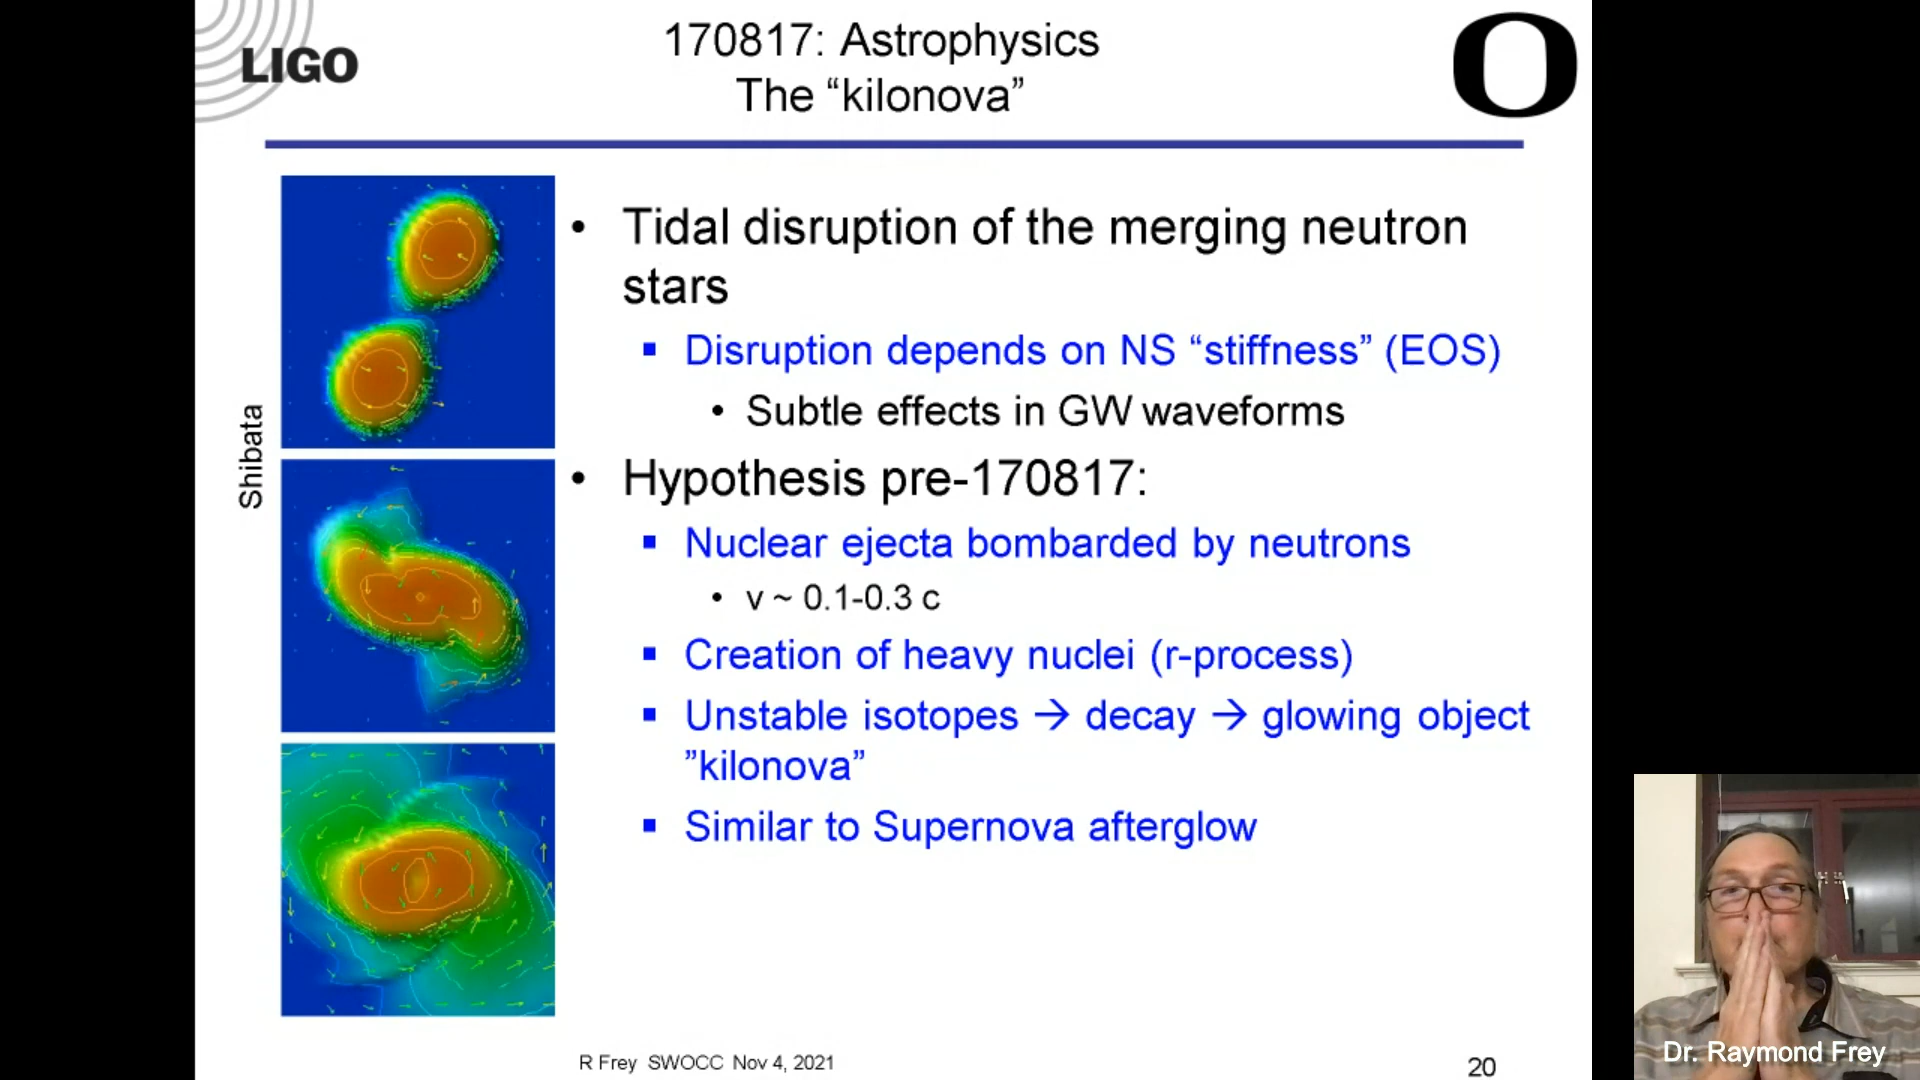 LIGO
170817: Astrophysics
The “kilonova”
O
Shibata
• Tidal disruption of the merging neutron
stars
▪ Disruption depends on NS “stiffness” (EOS)
• Subtle effects in GW waveforms
• Hypothesis pre-170817:
▪ Nuclear ejecta bombarded by neutrons
• v ~ 0.1-0.3 c
▪ Creation of heavy nuclei (r-process)
▪ Unstable isotopes → decay → glowing object
”kilonova”
▪ Similar to Supernova afterglow
R Frey SWOCC Nov 4, 2021
20
Dr. Raymond Frey